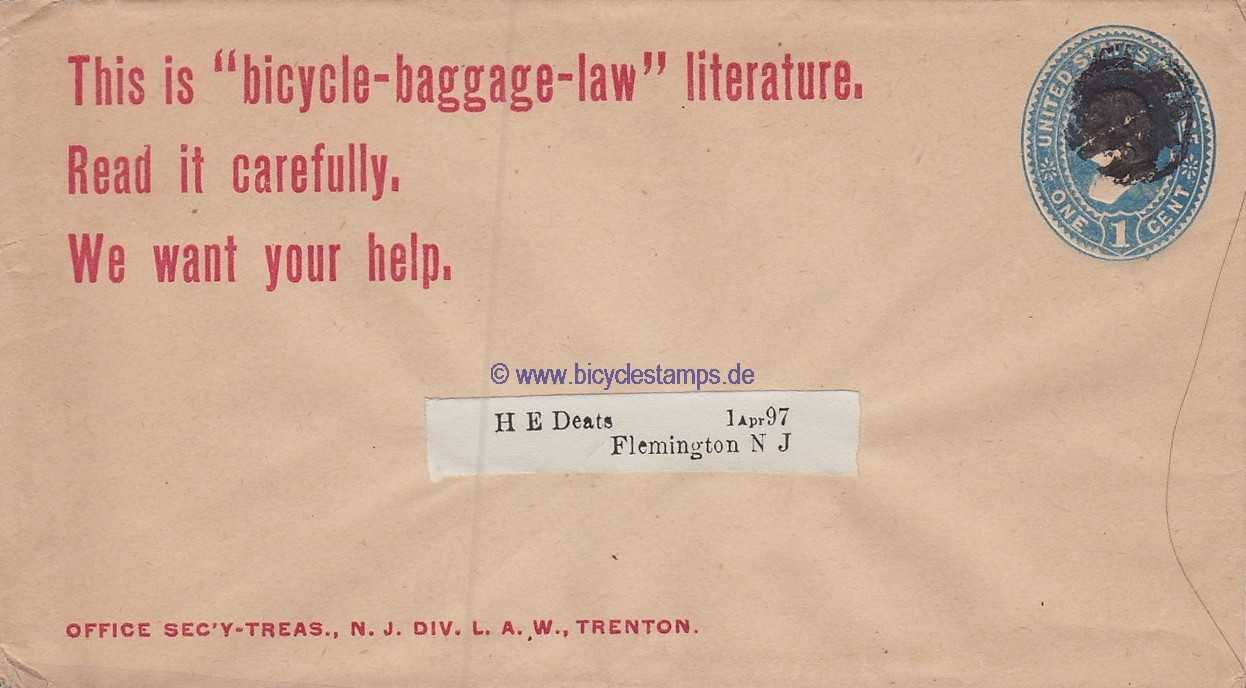 This is "bicycle-baggage-law" literature.
Read it carefully.
We want your help.
UNITED STATES
ONE 1 CENT
© www.bicyclestamps.de
H E Deats 1Apr97
Flemington N J
OFFICE SEC'Y-TREAS., N. J. DIV. L. A. W., TRENTON.